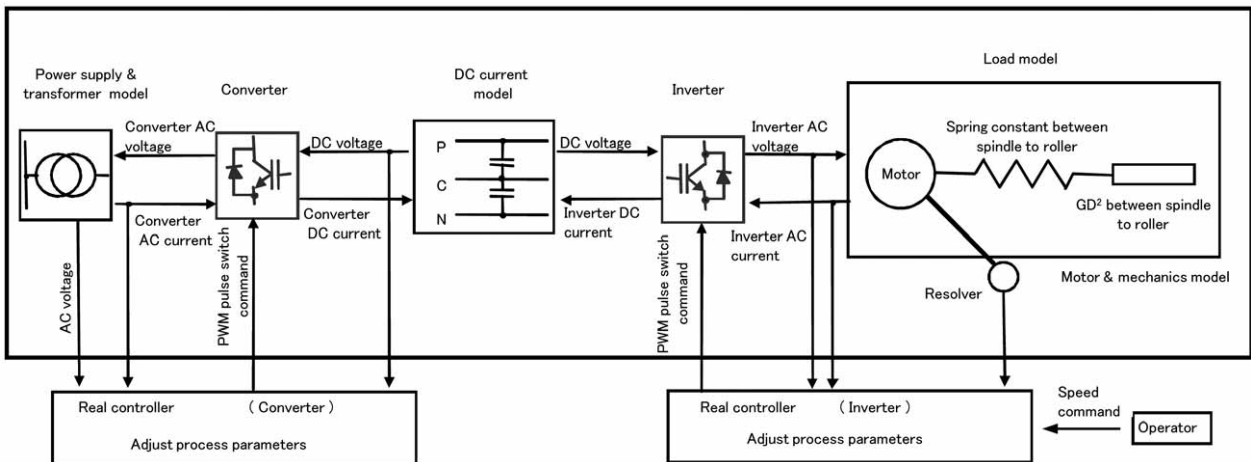 Power supply &
transformer model
Converter
DC current
model
Inverter
Load model
Converter AC
voltage
DC voltage
P
C
N
DC voltage
Inverter AC
voltage
Spring constant between
spindle to roller
Motor
GD² between spindle
to roller
Converter
AC current
Converter
DC current
Inverter DC
current
Inverter AC
current
Motor & mechanics model
Resolver
AC voltage
PWM pulse switch
command
PWM pulse switch
command
Real controller ( Converter )
Adjust process parameters
Real controller ( Inverter )
Adjust process parameters
Speed
command
Operator